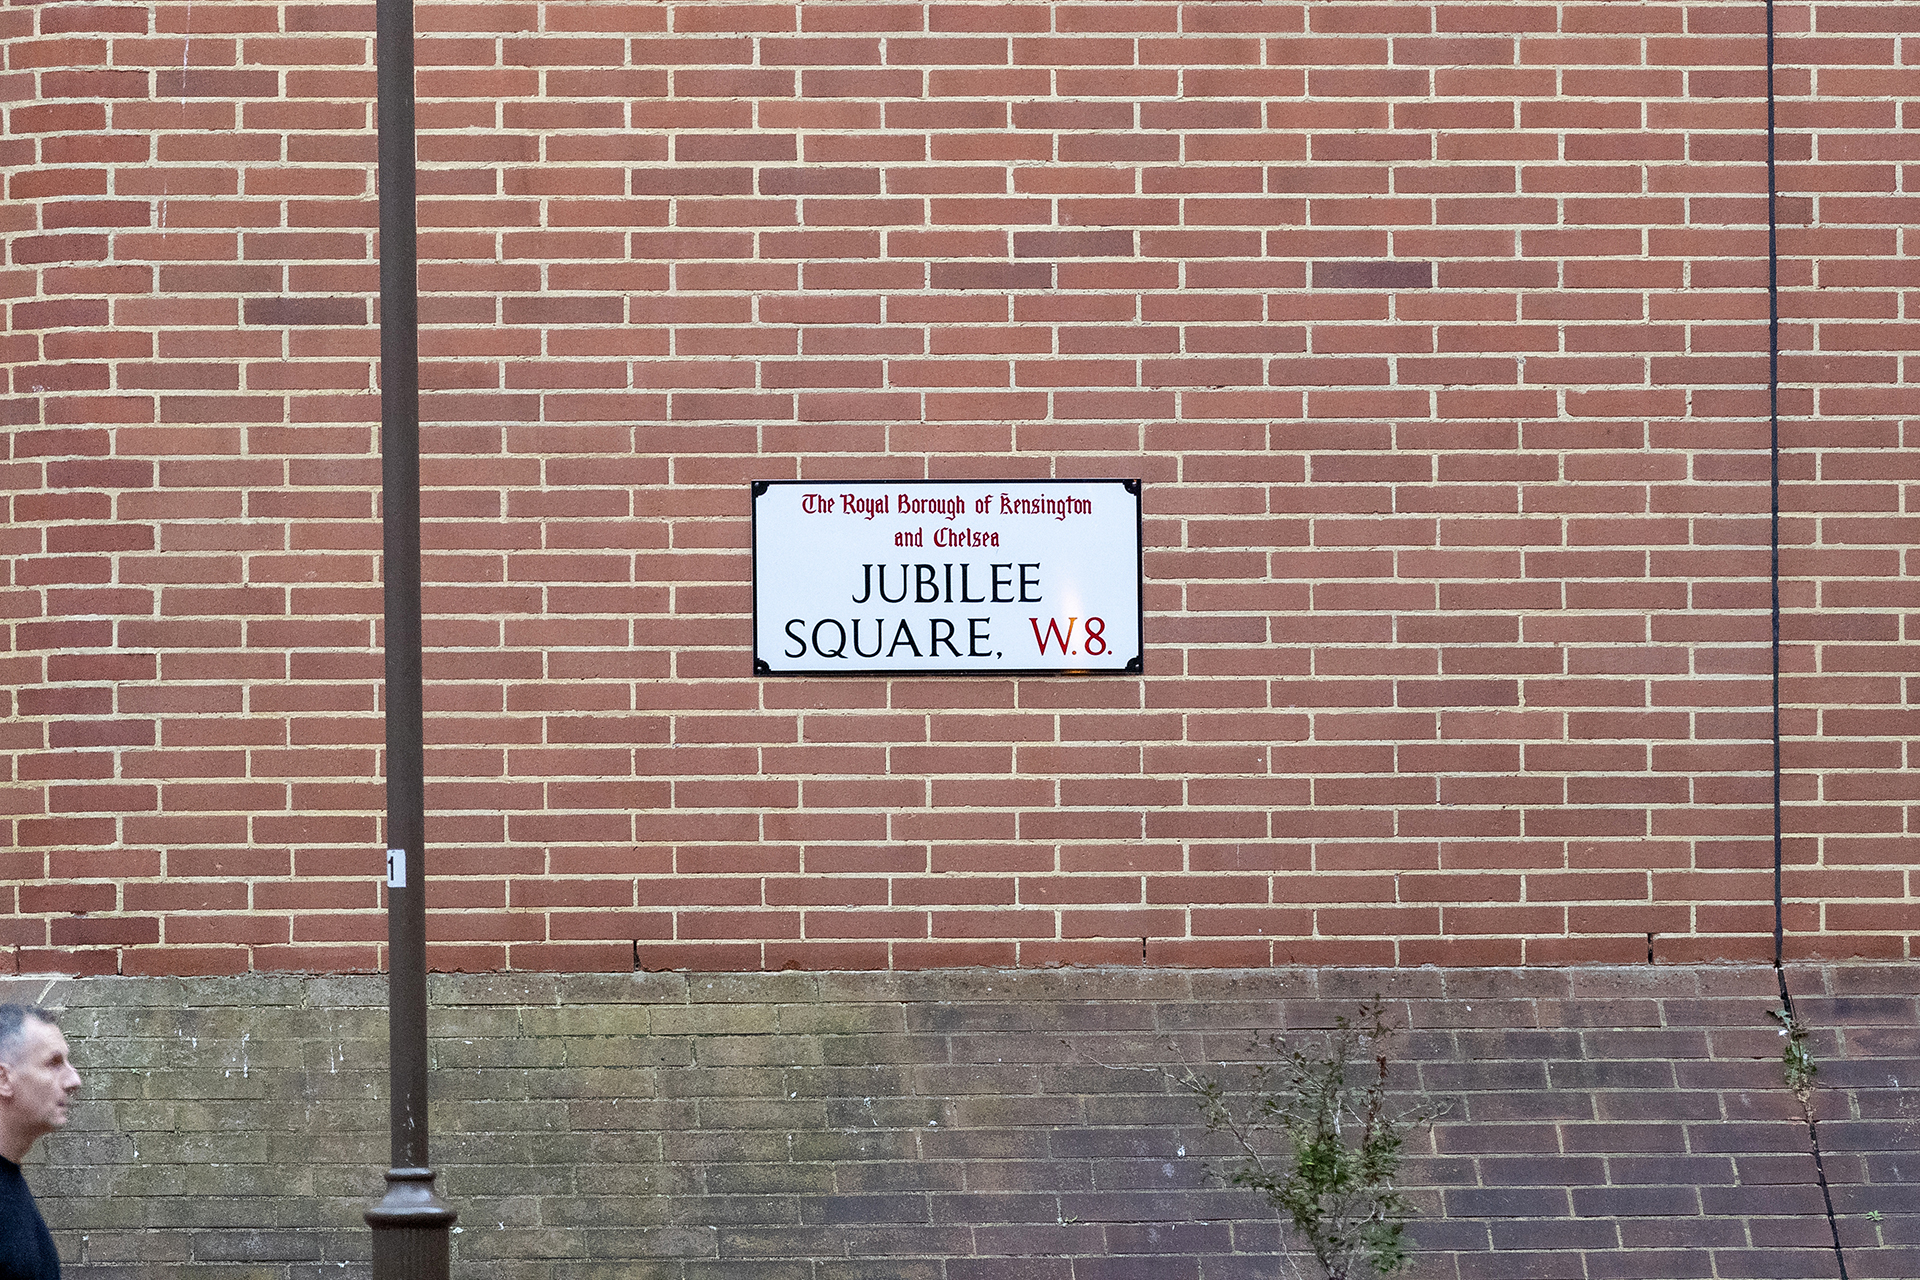 The Royal Borough of Kensington
and Chelsea
JUBILEE
SQUARE, W.8.
1